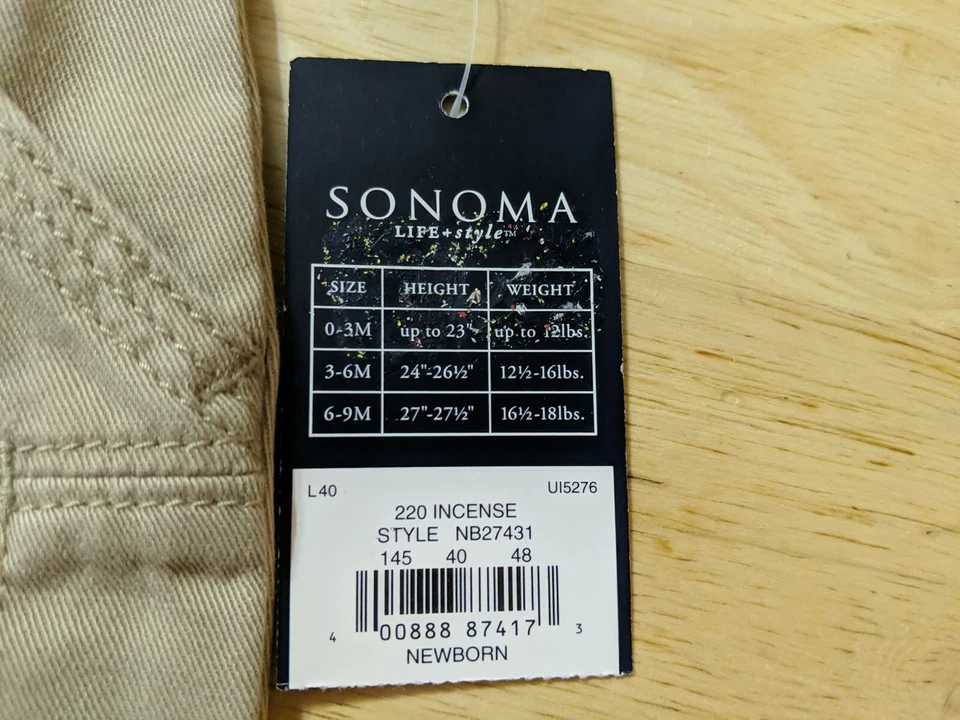 SONOMA
LIFE+style™
SIZE HEIGHT WEIGHT
0-3M up to 23" up to 12lbs.
3-6M 24"-26½" 12½-16lbs.
6-9M 27"-27½" 16½-18lbs.
L40 UI5276
220 INCENSE
STYLE NB27431
145 40 48
4 00888 87417 3
NEWBORN